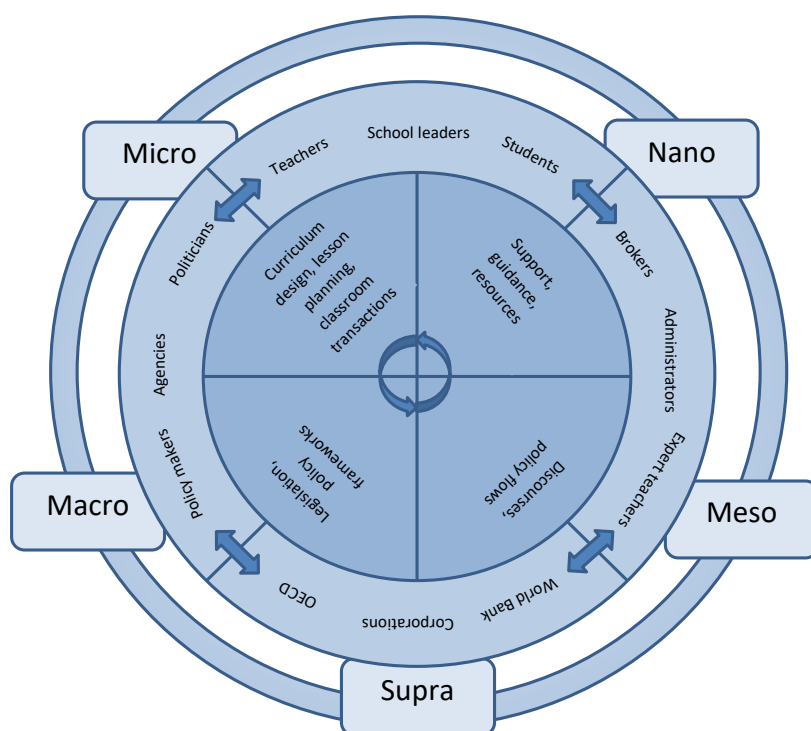 Micro
Nano
Teachers
School leaders
Students
Politicians
Brokers
Curriculum
design, lesson
planning,
classroom
transactions
Support,
guidance,
resources
Agencies
Administrators
Legislation,
policy
frameworks
Discourses,
policy flows
Policy makers
Expert teachers
Macro
Meso
OECD
Corporations
World Bank
Supra